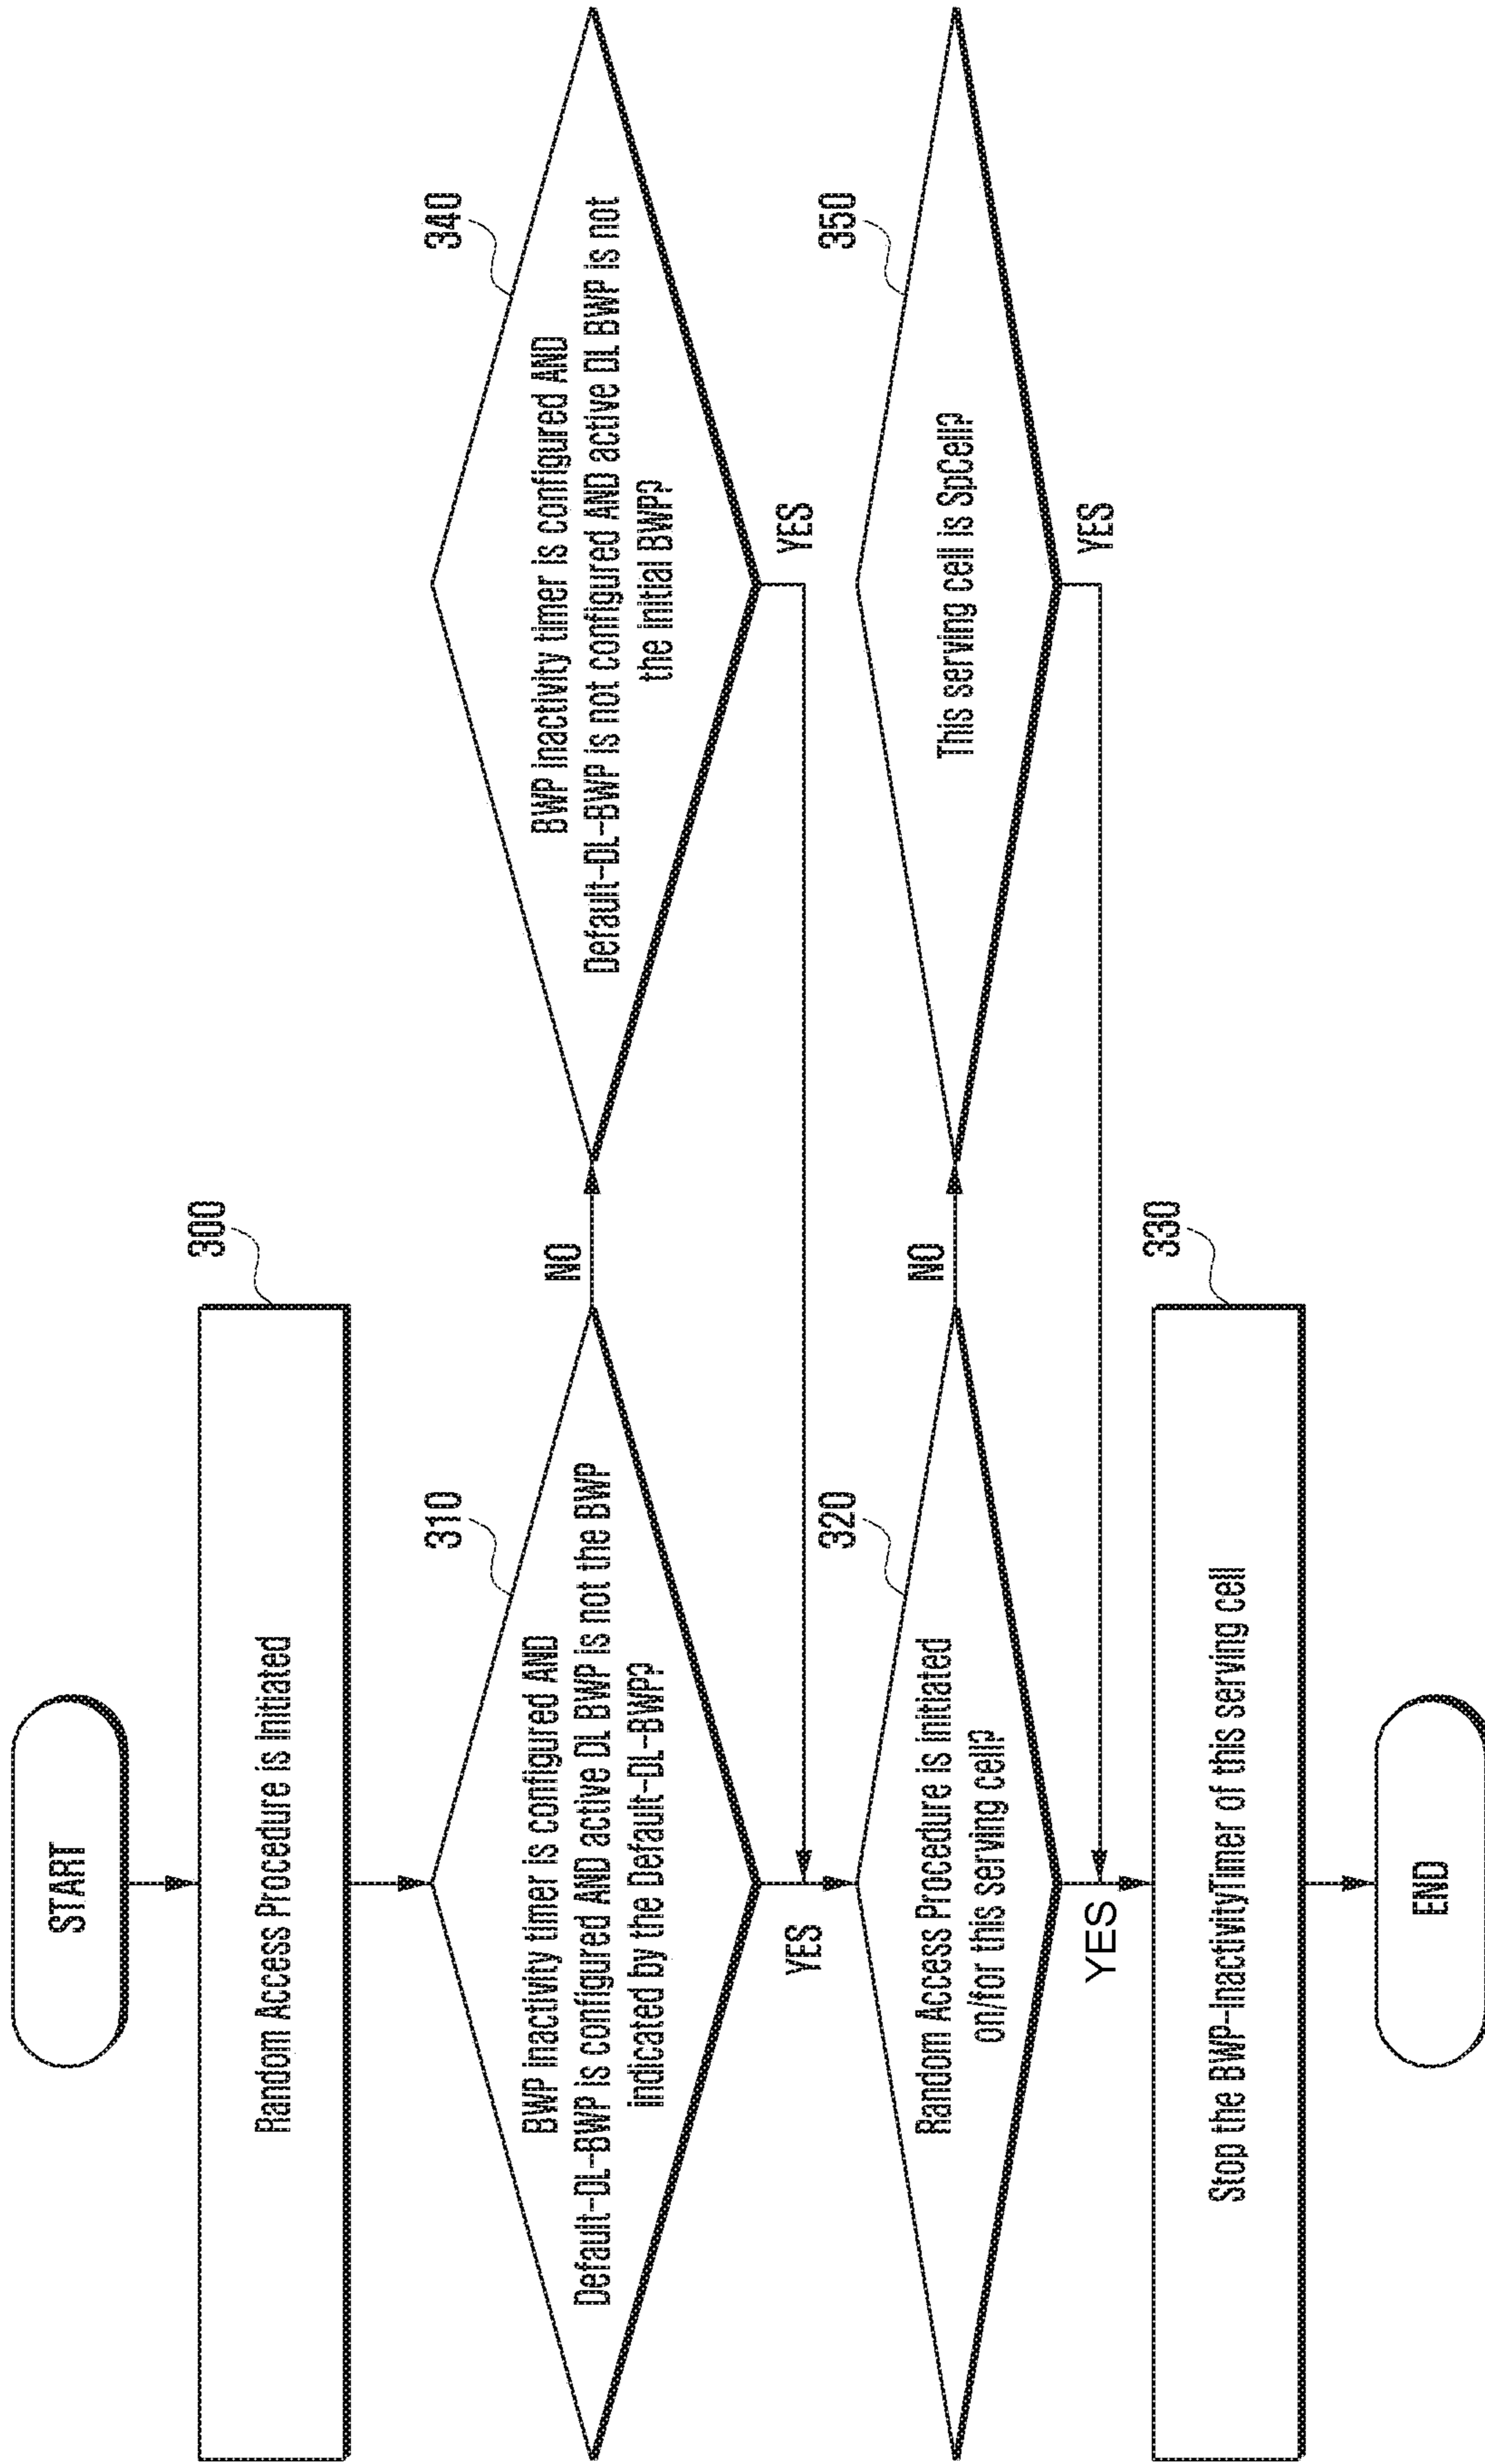 START
300
Random Access Procedure is Initiated
310
BWP inactivity timer is configured AND
Default-DL-BWP is configured AND active DL BWP is not the BWP
indicated by the Default-DL-BWP?
NO
340
BWP inactivity timer is configured AND
Default-DL-BWP is not configured AND active DL BWP is not
the initial BWP?
YES
YES
320
Random Access Procedure is initiated
on/for this serving cell?
NO
350
This serving cell is SpCell?
YES
YES
330
Stop the BWP-InactivityTimer of this serving cell
END